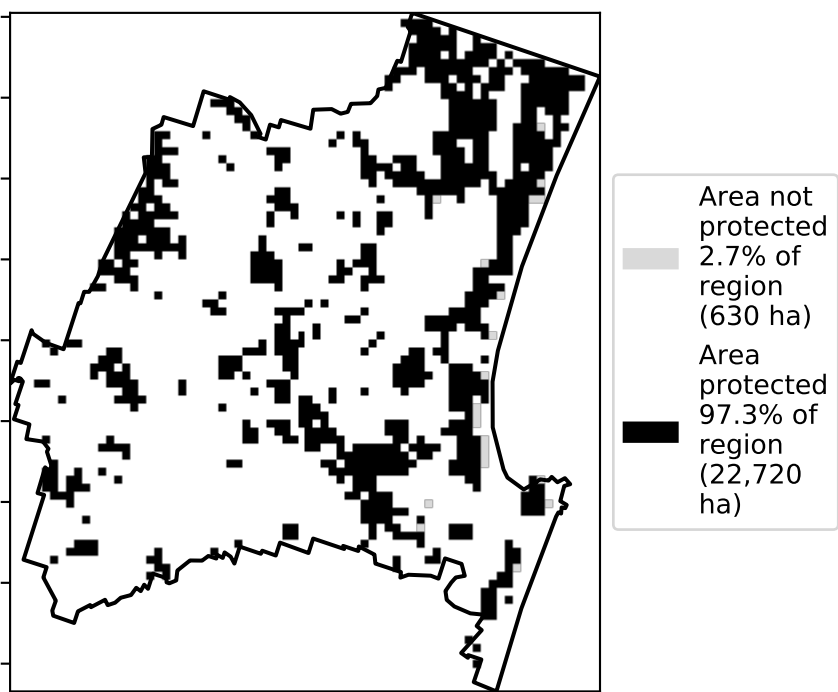 Area not
protected
2.7% of
region
(630 ha)
Area
protected
97.3% of
region
(22,720
ha)